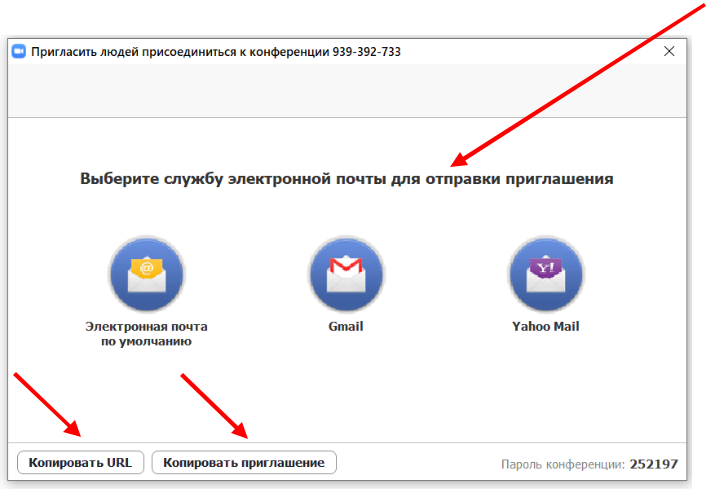 Пригласить людей присоединиться к конференции 939-392-733
Выберите службу электронной почты для отправки приглашения
@
Y!
Электронная почта
по умолчанию
Gmail
Yahoo Mail
Копировать URL
Копировать приглашение
Пароль конференции: 252197